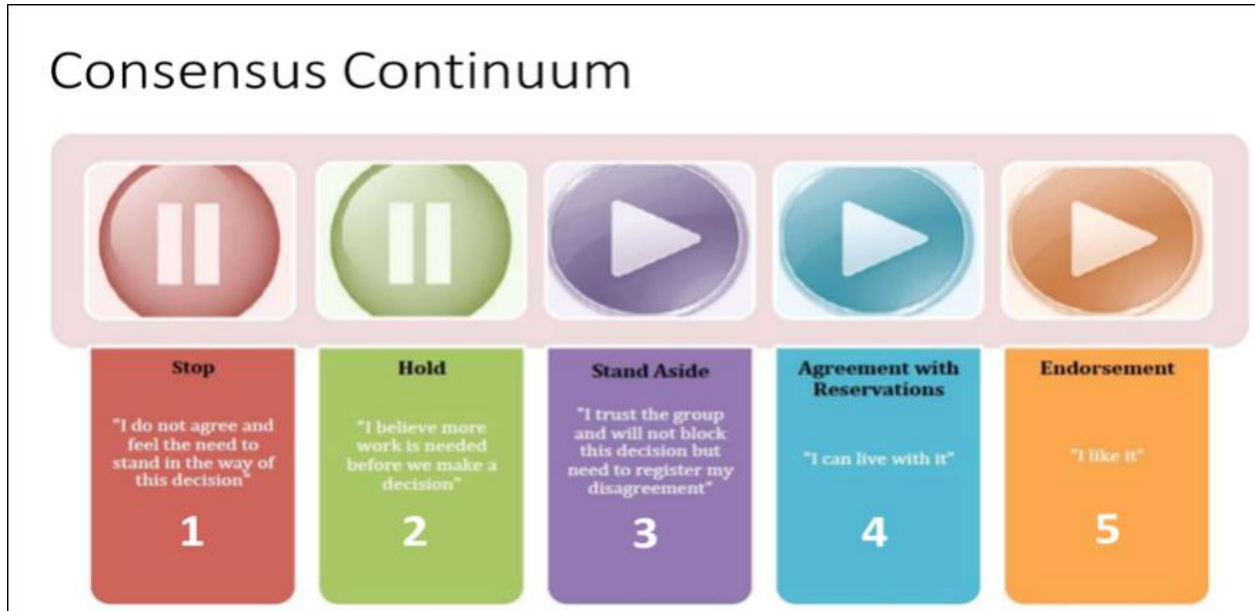 Consensus Continuum
Stop
"I do not agree and
feel the need to
stand in the way of
this decision"
1
Hold
"I believe more
work is needed
before we make a
decision"
2
Stand Aside
"I trust the group
and will not block
this decision but
need to register my
disagreement"
3
Agreement with
Reservations
"I can live with it"
4
Endorsement
"I like it"
5